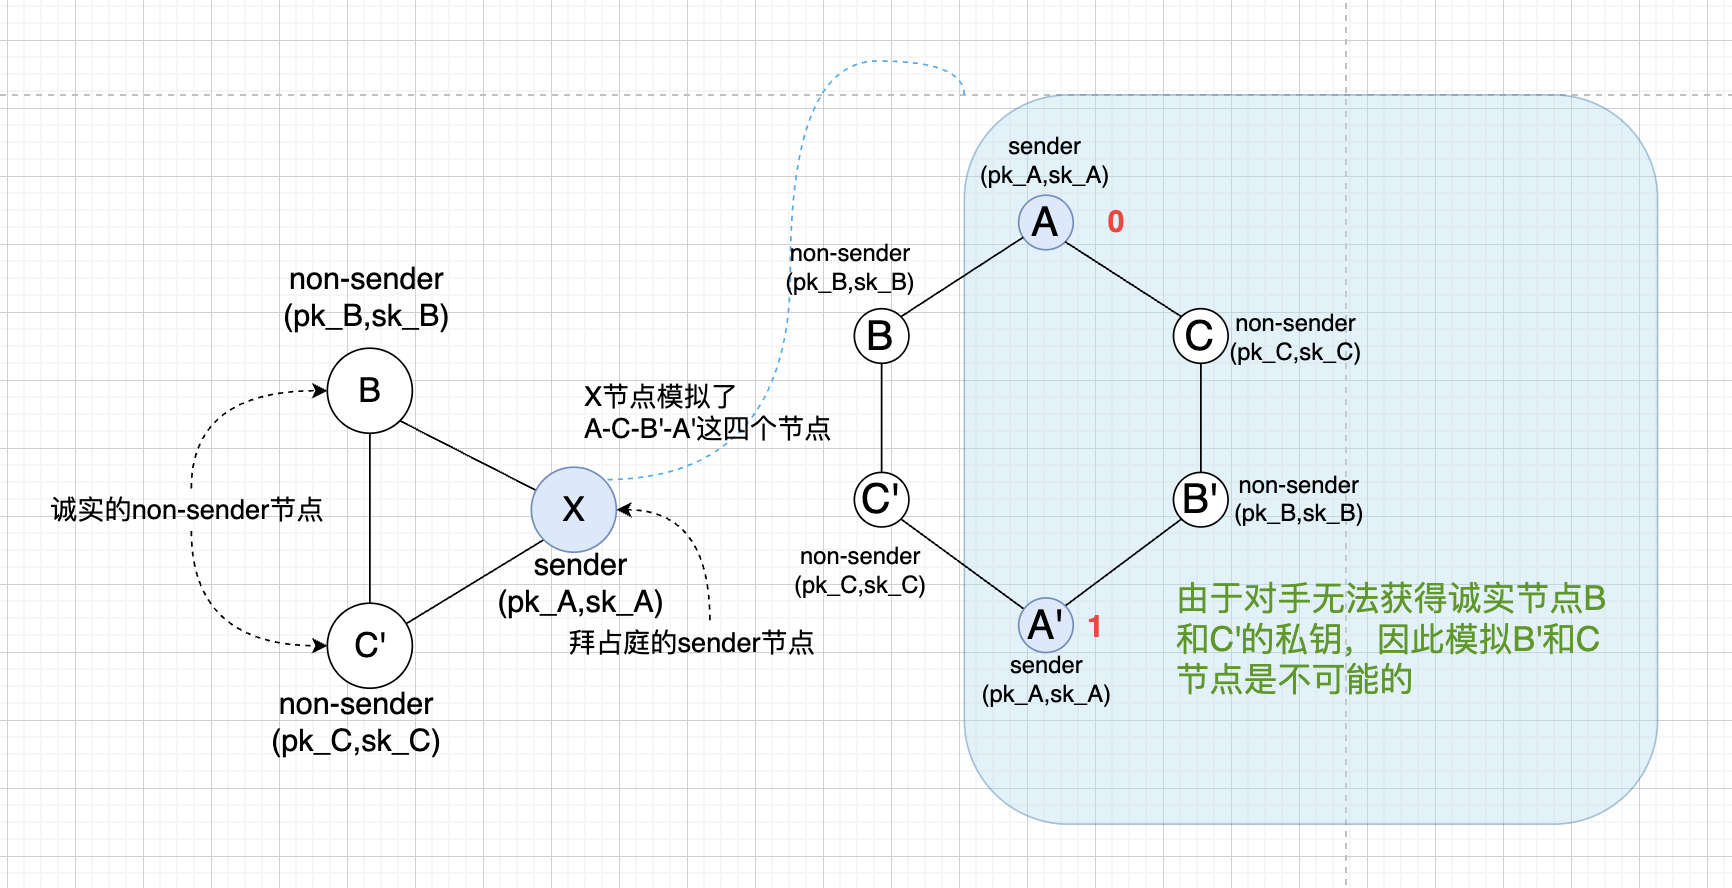 non-sender
(pk_B,sk_B)
B
诚实的non-sender节点
X
sender
(pk_A,sk_A)
拜占庭的sender节点
C'
non-sender
(pk_C,sk_C)
X节点模拟了
A-C-B'-A'这四个节点
sender
(pk_A,sk_A)
A
0
non-sender
(pk_B,sk_B)
B
C
non-sender
(pk_C,sk_C)
C'
non-sender
(pk_C,sk_C)
B'
non-sender
(pk_B,sk_B)
A'
1
sender
(pk_A,sk_A)
由于对手无法获得诚实节点B
和C'的私钥，因此模拟B'和C
节点是不可能的